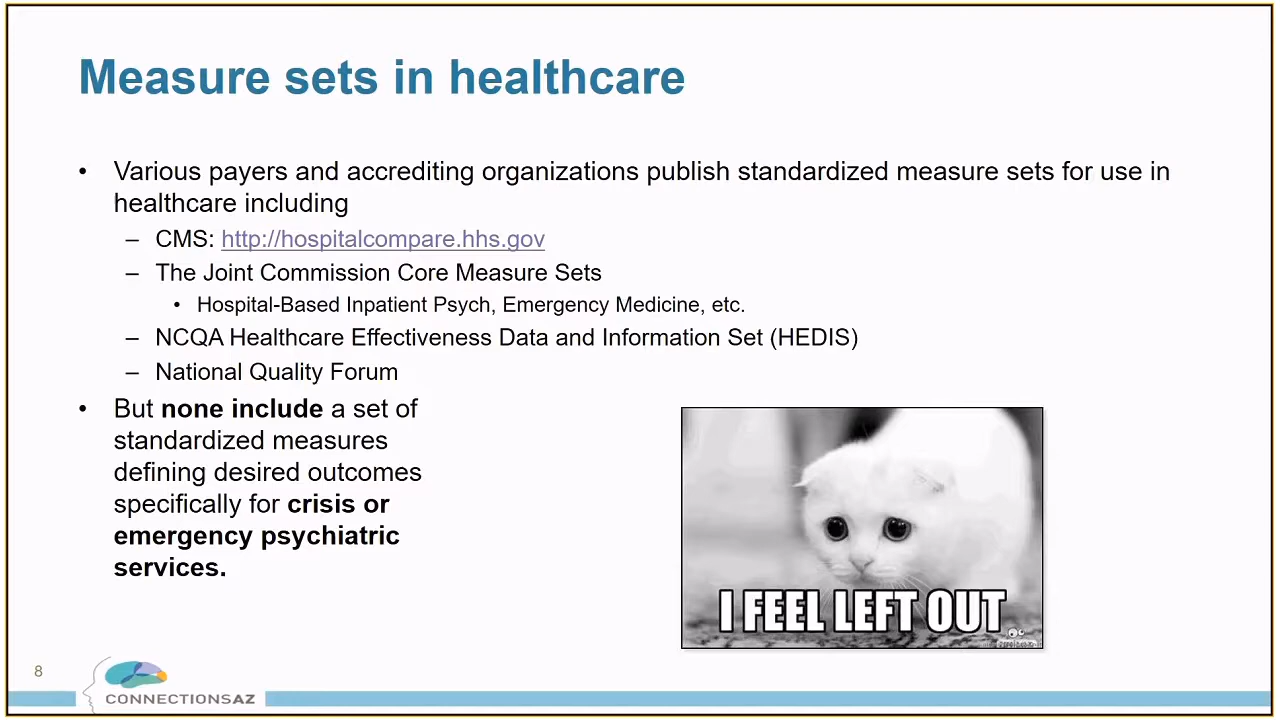 Measure sets in healthcare
• Various payers and accrediting organizations publish standardized measure sets for use in
healthcare including
– CMS: http://hospitalcompare.hhs.gov
– The Joint Commission Core Measure Sets
• Hospital-Based Inpatient Psych, Emergency Medicine, etc.
– NCQA Healthcare Effectiveness Data and Information Set (HEDIS)
– National Quality Forum
• But none include a set of
standardized measures
defining desired outcomes
specifically for crisis or
emergency psychiatric
services.
I FEEL LEFT OUT
8
CONNECTIONSAZ